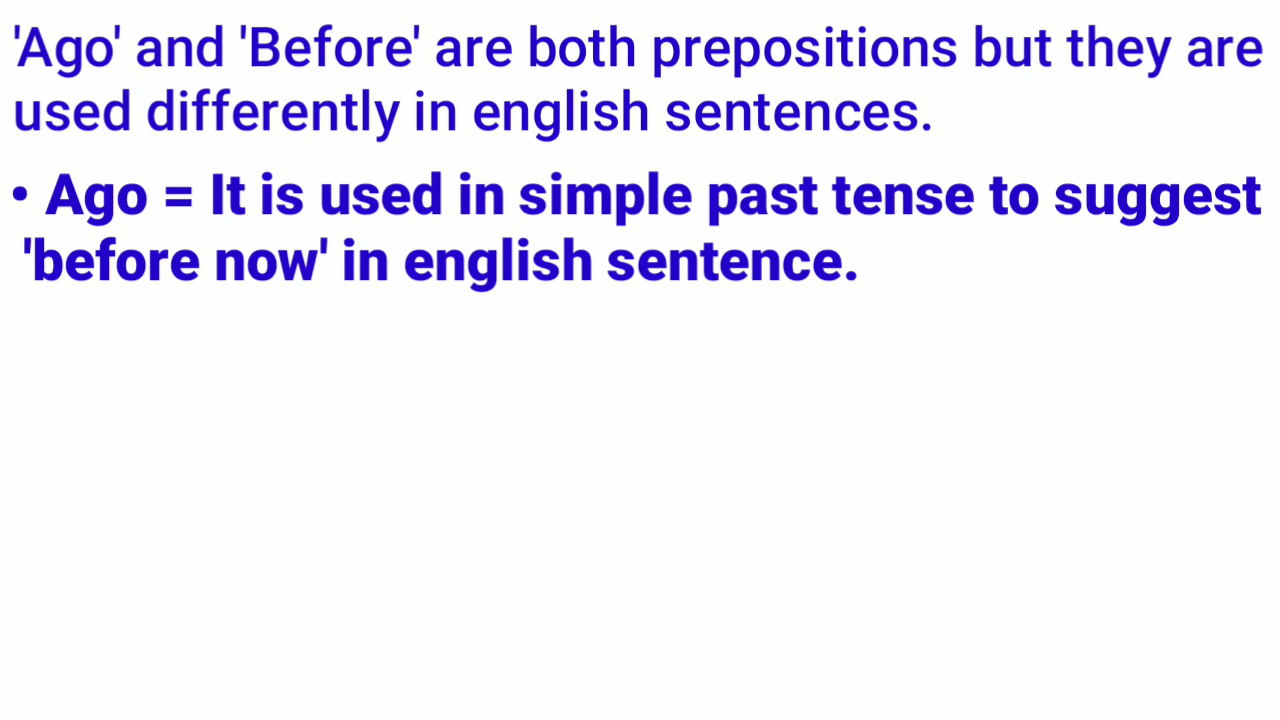 'Ago' and 'Before' are both prepositions but they are
used differently in english sentences.
• Ago = It is used in simple past tense to suggest
'before now' in english sentence.